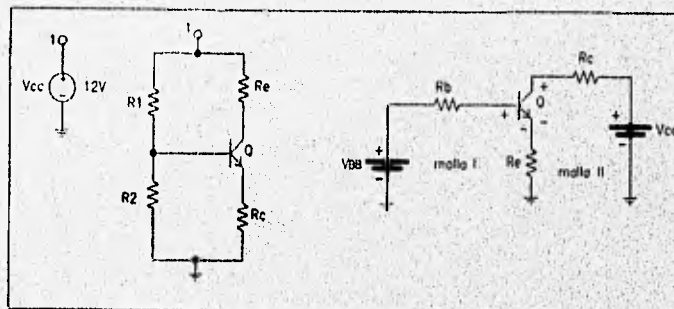 1
Vcc
12V
1
R1
Re
Q
R2
Rc
Rb
Rc
Q
VBB
malla I
Re
malla II
Vcc